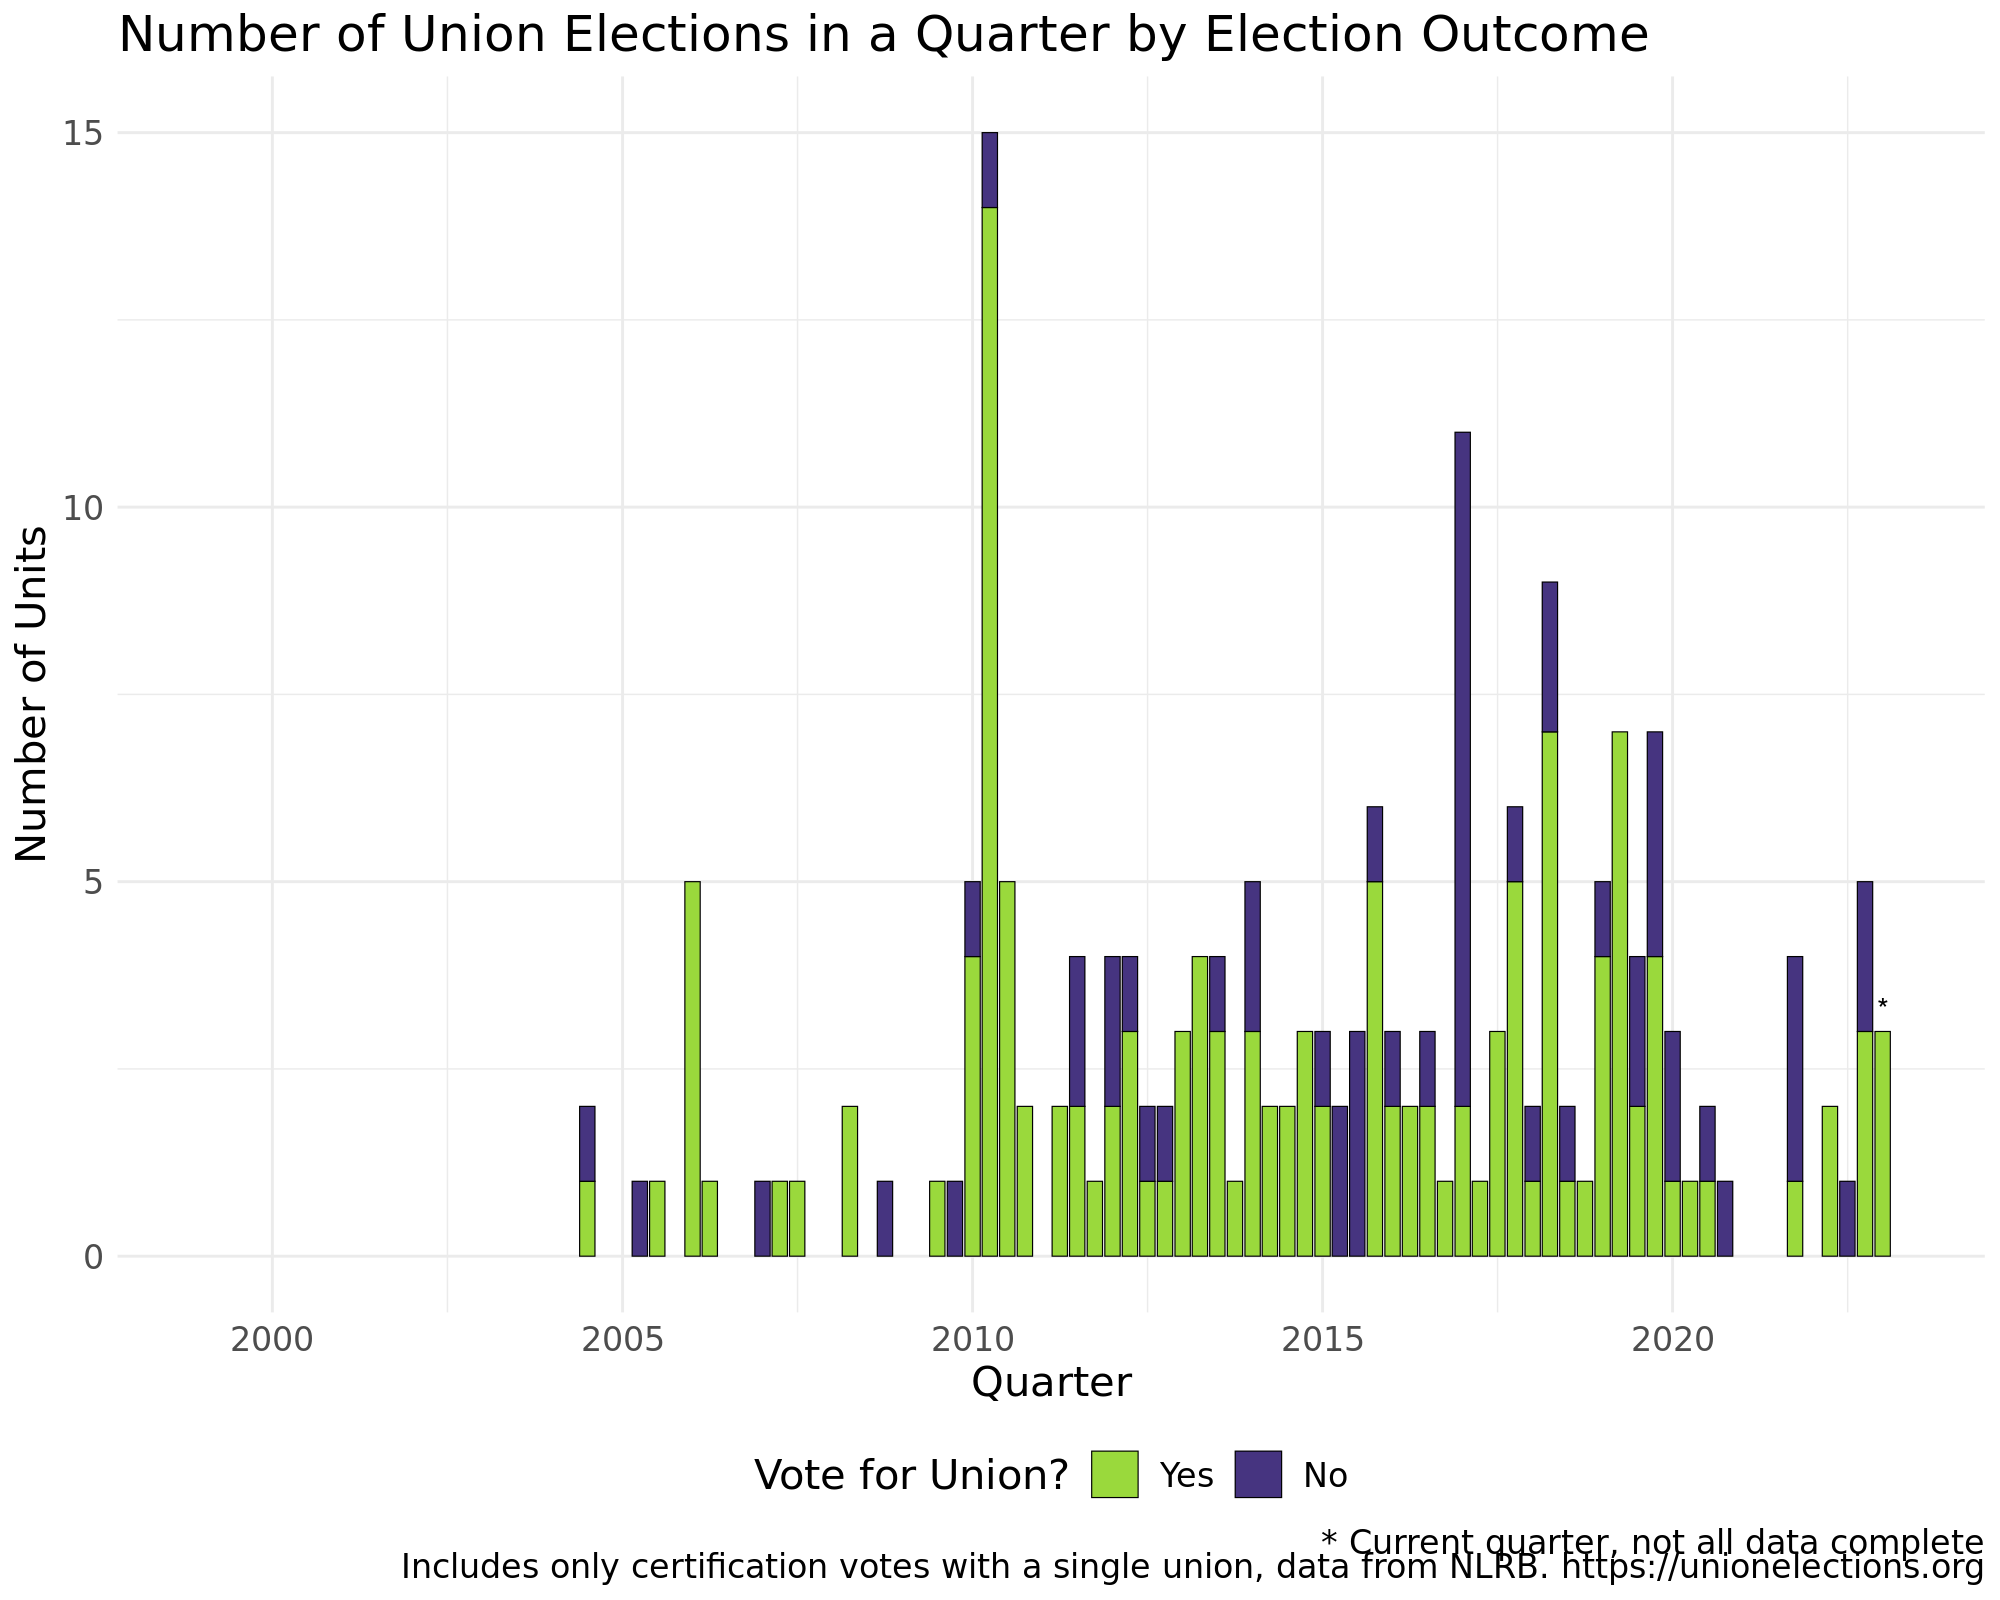 Number of Union Elections in a Quarter by Election Outcome
Number of Units
15
10
5
0
*
2000 2005 2010 2015 2020
Quarter
Vote for Union? Yes No
* Current quarter, not all data complete
Includes only certification votes with a single union, data from NLRB. https://unionelections.org